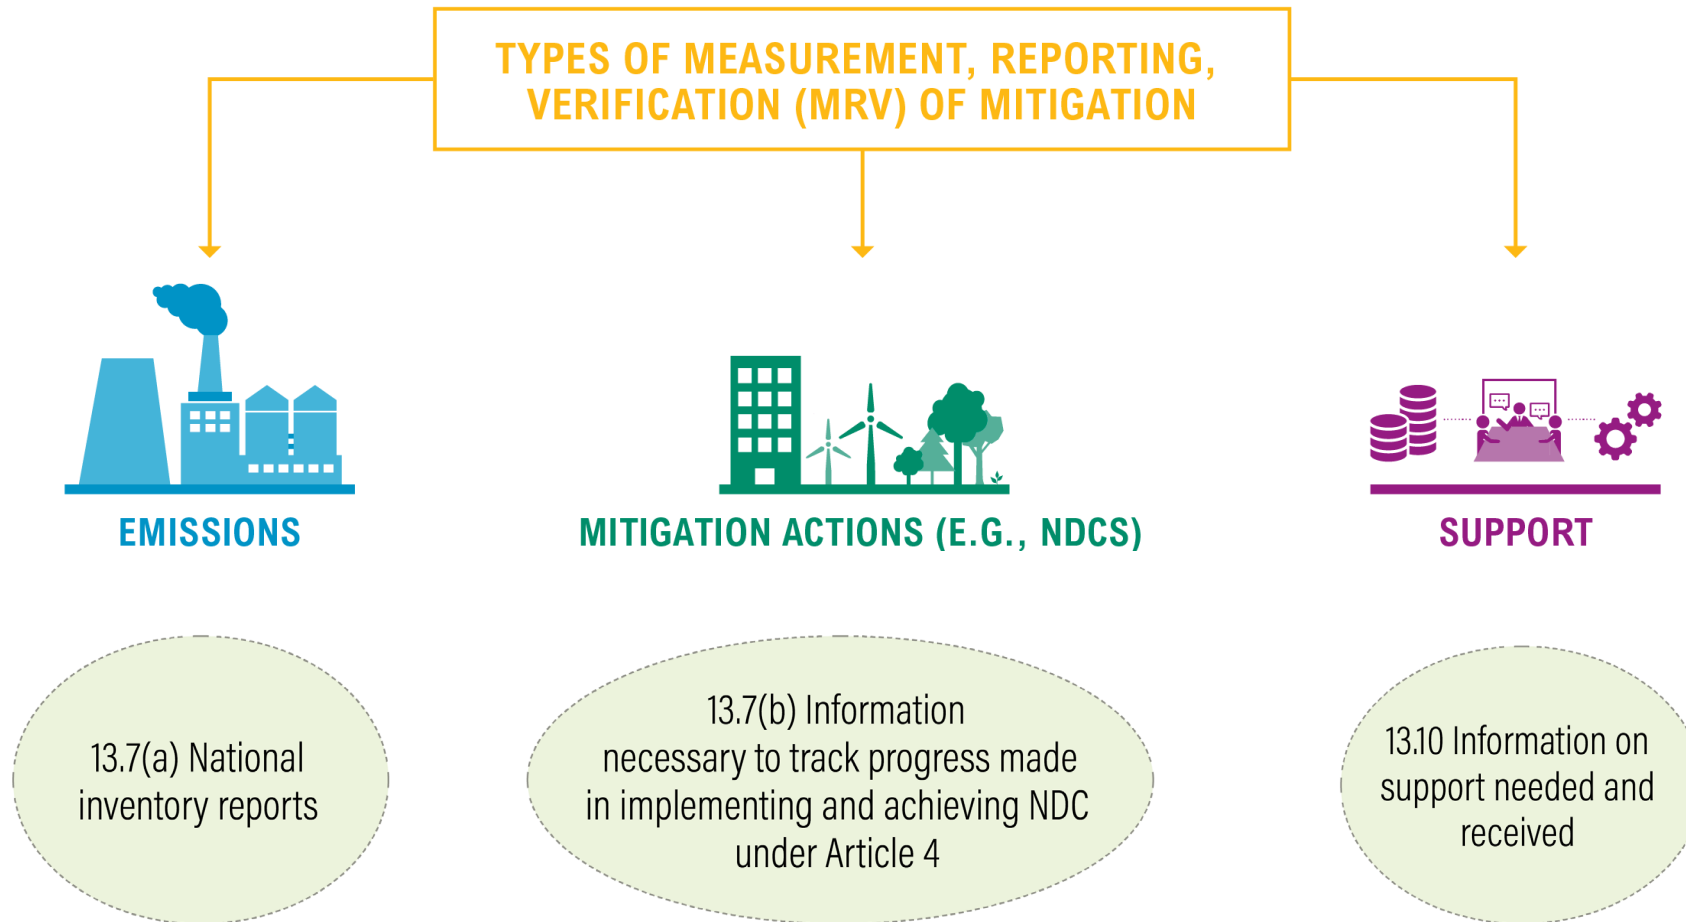 TYPES OF MEASUREMENT, REPORTING,
VERIFICATION (MRV) OF MITIGATION
EMISSIONS
MITIGATION ACTIONS (E.G., NDCS)
SUPPORT
13.7(a) National
inventory reports
13.7(b) Information
necessary to track progress made
in implementing and achieving NDC
under Article 4
13.10 Information on
support needed and
received